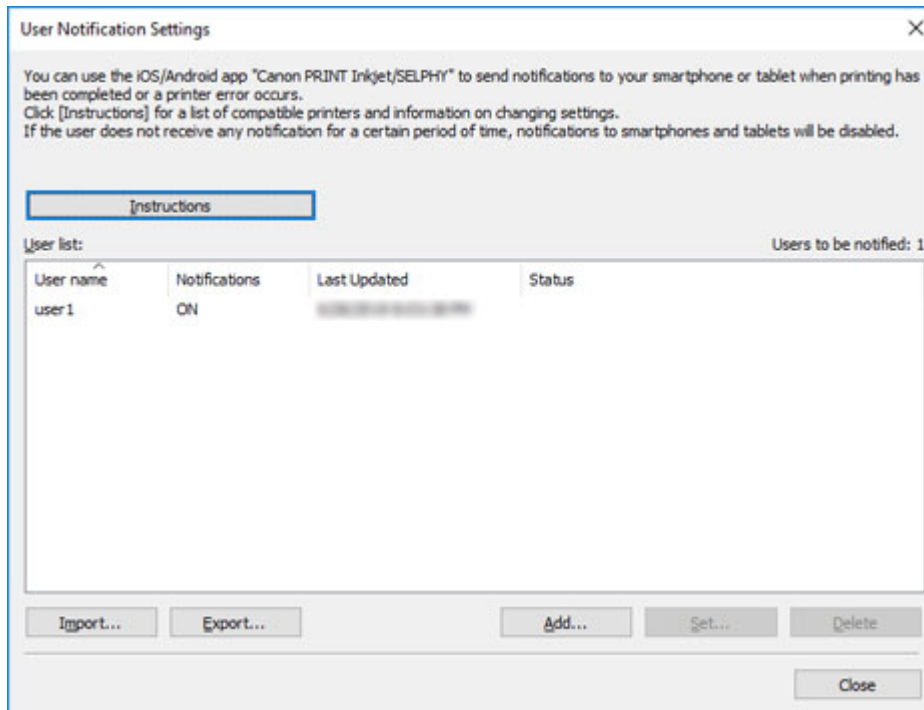 User Notification Settings
You can use the iOS/Android app "Canon PRINT Inkjet/SELPHY" to send notifications to your smartphone or tablet when printing has
been completed or a printer error occurs.
Click [Instructions] for a list of compatible printers and information on changing settings.
If the user does not receive any notification for a certain period of time, notifications to smartphones and tablets will be disabled.
Instructions
User list: Users to be notified: 1
User name Notifications Last Updated Status
user1 ON
Import... Export... Add... Set... Delete
Close